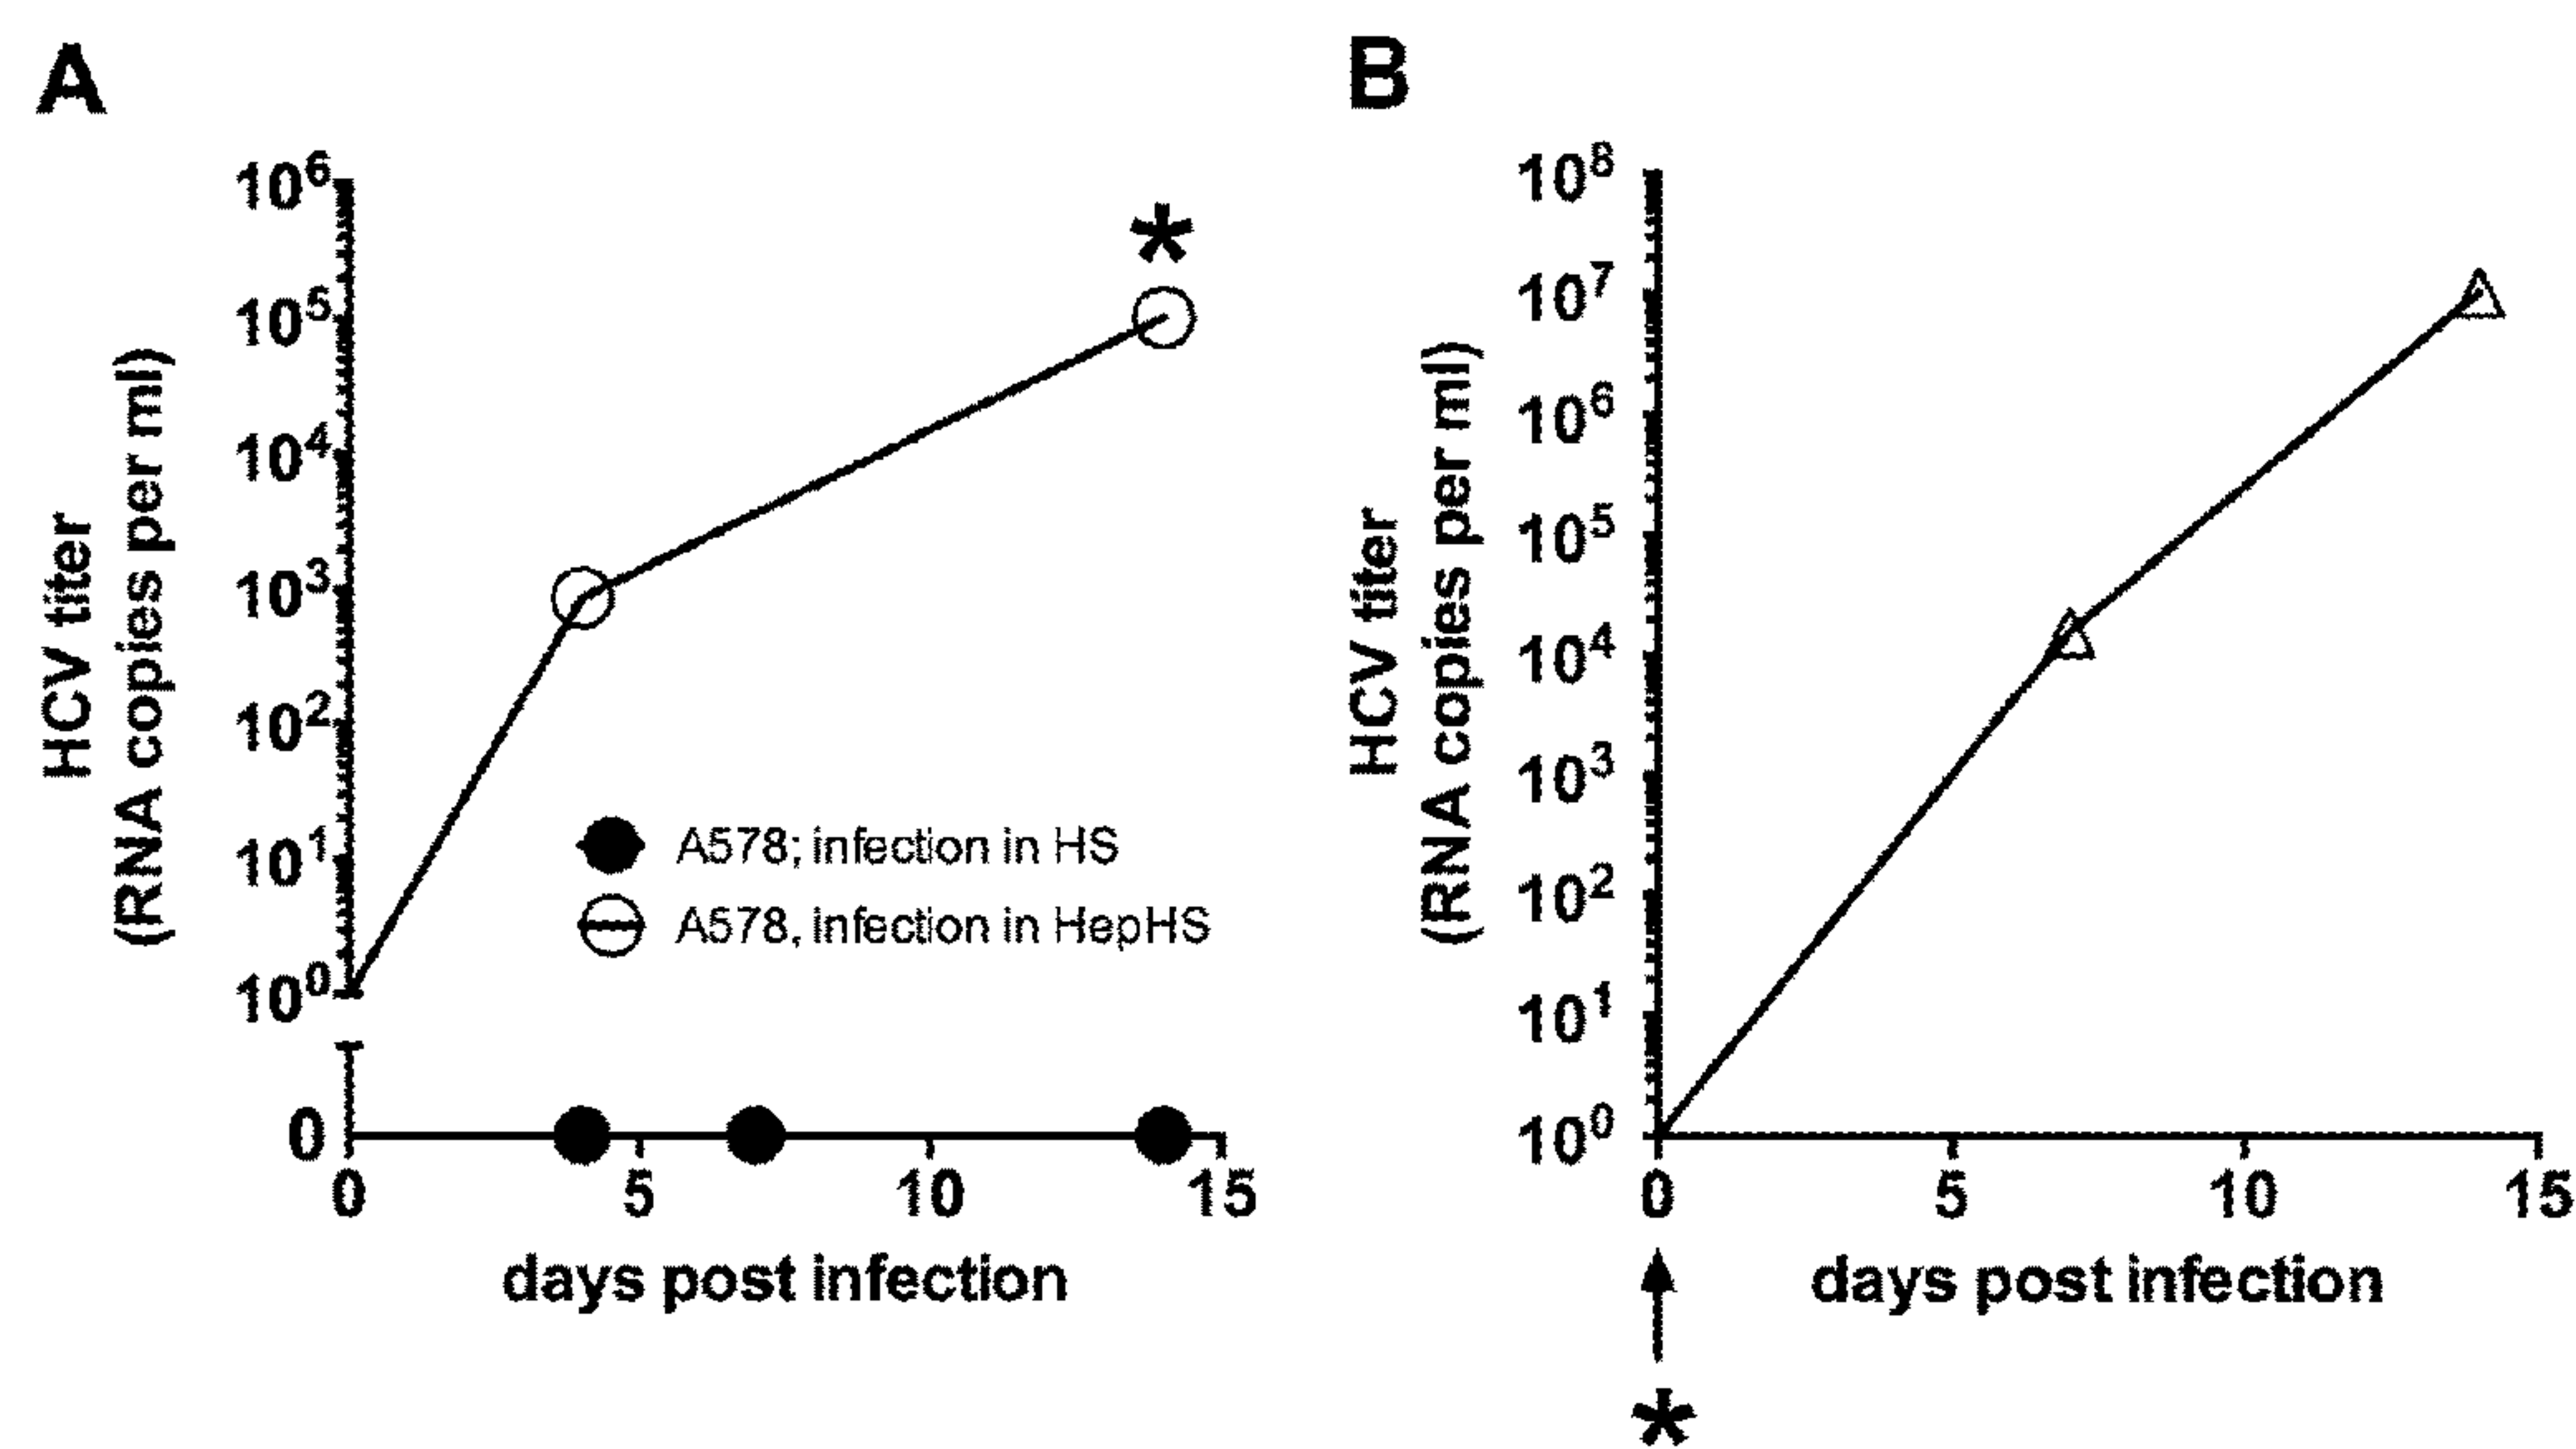 A
HCV titer
(RNA copies per ml)
10⁶
10⁵
10⁴
10³
10²
10¹
10⁰
0
0 5 10 15
days post infection
*
A578; infection in HS
A578, infection in HepHS
B
HCV titer
(RNA copies per ml)
10⁸
10⁷
10⁶
10⁵
10⁴
10³
10²
10¹
10⁰
0 5 10 15
days post infection
*